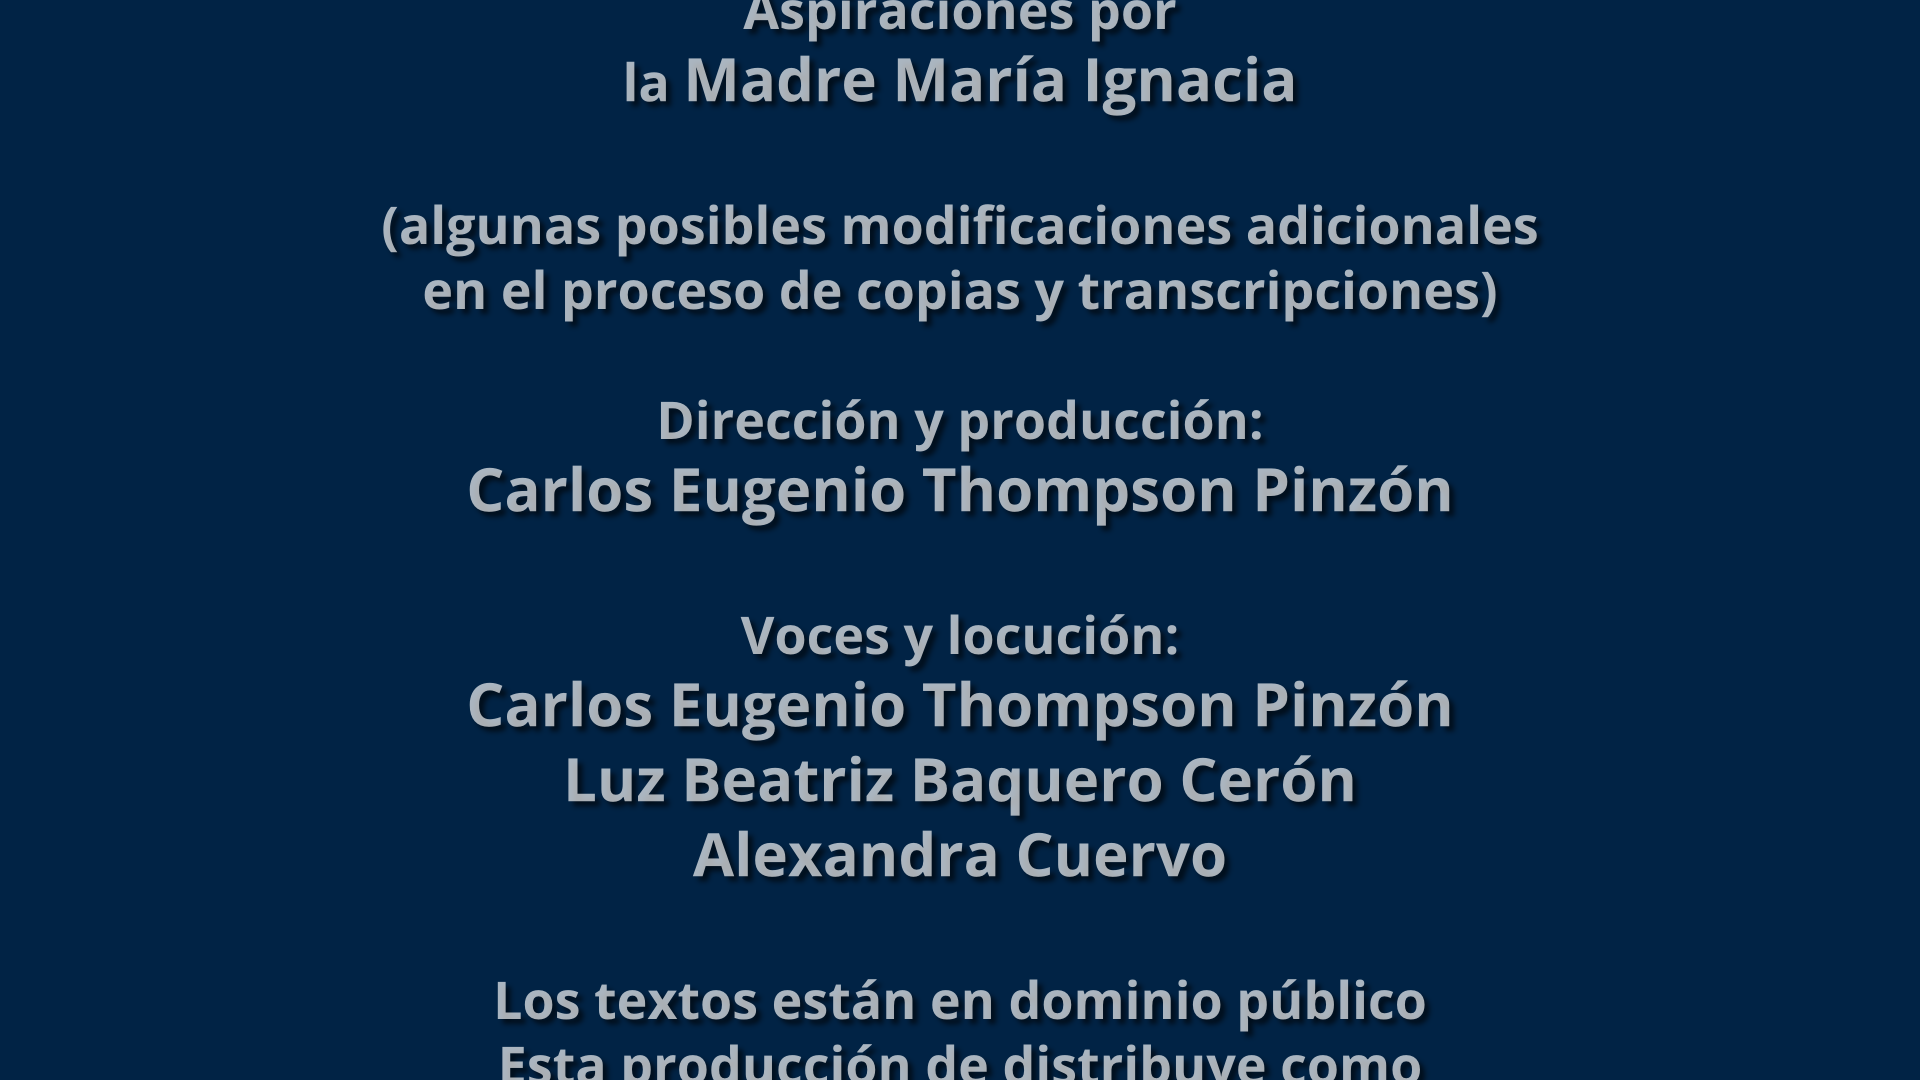 Aspiraciones por
la Madre María Ignacia
(algunas posibles modificaciones adicionales
en el proceso de copias y transcripciones)
Dirección y producción:
Carlos Eugenio Thompson Pinzón
Voces y locución:
Carlos Eugenio Thompson Pinzón
Luz Beatriz Baquero Cerón
Alexandra Cuervo
Los textos están en dominio público
Esta producción de distribuye como